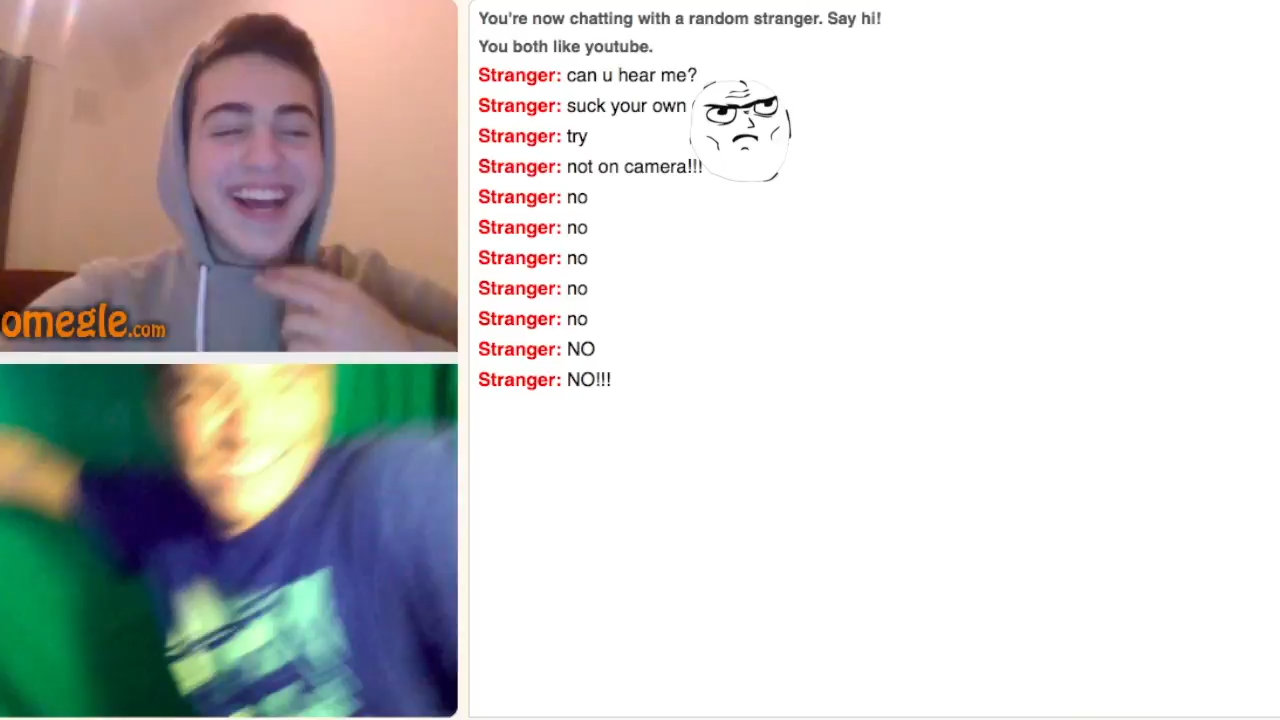 You're now chatting with a random stranger. Say hi!
You both like youtube.
Stranger: can u hear me?
Stranger: suck your own
Stranger: try
Stranger: not on camera!!!
Stranger: no
Stranger: no
Stranger: no
Stranger: no
Stranger: no
Stranger: NO
Stranger: NO!!!
omegle.com